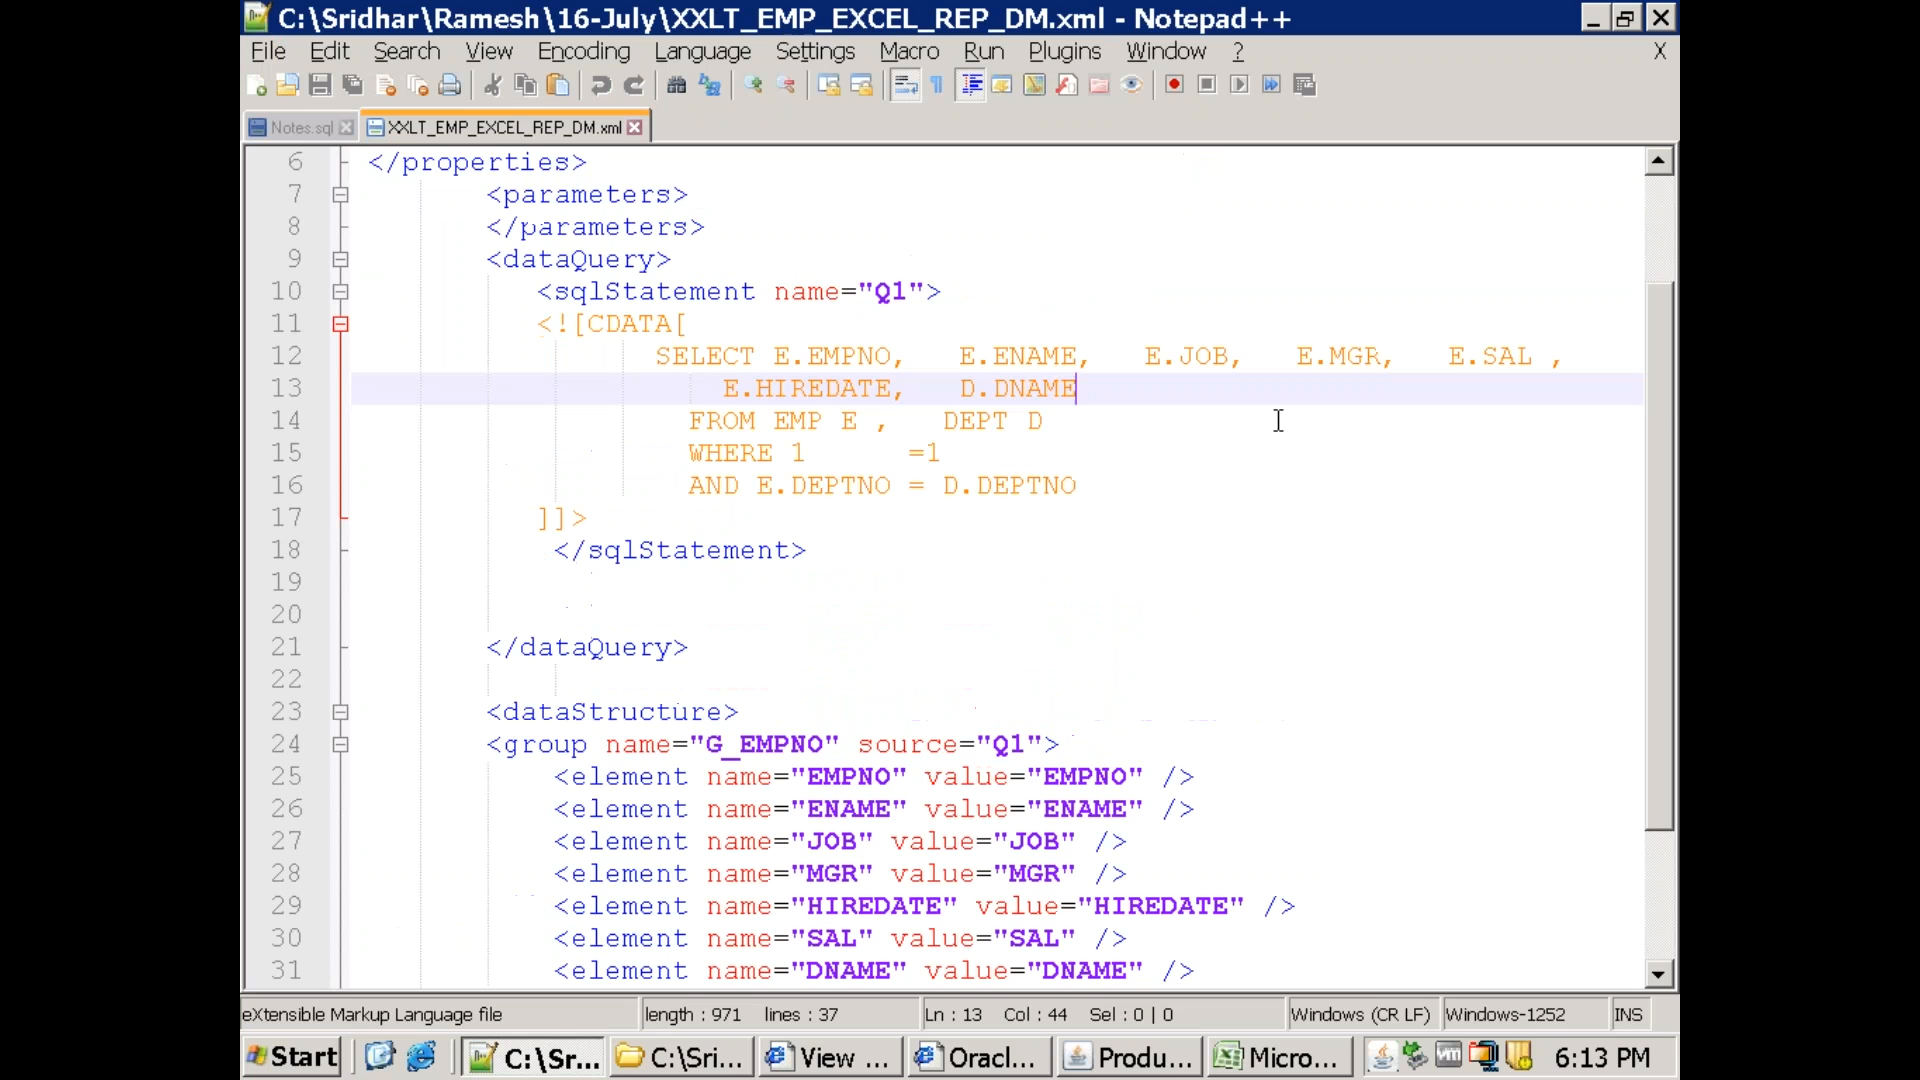 C:\Sridhar\Ramesh\16-July\XXLT_EMP_EXCEL_REP_DM.xml - Notepad++
File Edit Search View Encoding Language Settings Macro Run Plugins Window ? X
Notes.sql XXLT_EMP_EXCEL_REP_DM.xml
6 </properties>
7 <parameters>
8 </parameters>
9 <dataQuery>
10 <sqlStatement name="Q1">
11 <![CDATA[
12 SELECT E.EMPNO, E.ENAME, E.JOB, E.MGR, E.SAL ,
13 E.HIREDATE, D.DNAME
14 FROM EMP E , DEPT D
15 WHERE 1 =1
16 AND E.DEPTNO = D.DEPTNO
17 ]]>
18 </sqlStatement>
19
20
21 </dataQuery>
22
23 <dataStructure>
24 <group name="G_EMPNO" source="Q1">
25 <element name="EMPNO" value="EMPNO" />
26 <element name="ENAME" value="ENAME" />
27 <element name="JOB" value="JOB" />
28 <element name="MGR" value="MGR" />
29 <element name="HIREDATE" value="HIREDATE" />
30 <element name="SAL" value="SAL" />
31 <element name="DNAME" value="DNAME" />
eXtensible Markup Language file length : 971 lines : 37 Ln : 13 Col : 44 Sel : 0 | 0 Windows (CR LF) Windows-1252 INS
Start C:\Sr... C:\Sri... View ... Oracl... Produ... Micro... 6:13 PM